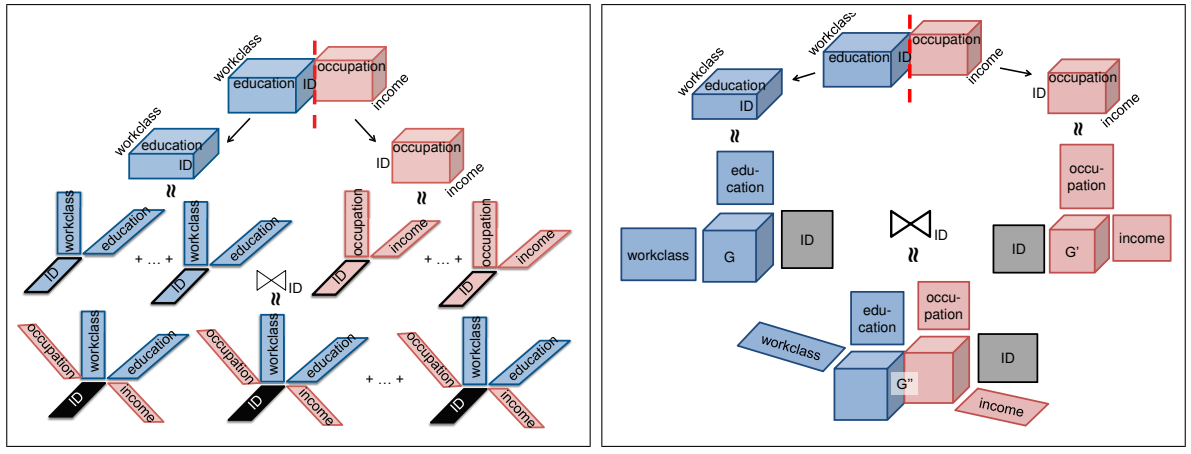 workclass
education
ID
occupation
income
workclass
education
ID
ID
occupation
income
workclass
education
ID
+ ... +
workclass
education
ID
occupation
income
ID
+ ... +
occupation
income
ID
ID
occupation
workclass
education
ID
income
occupation
workclass
education
ID
income
+ ... +
occupation
workclass
education
ID
income
workclass
education
ID
occupation
income
workclass
education
ID
ID
occupation
income
edu-
cation
workclass
G
ID
ID
occu-
pation
ID
G'
income
edu-
cation
occu-
pation
workclass
G''
ID
income